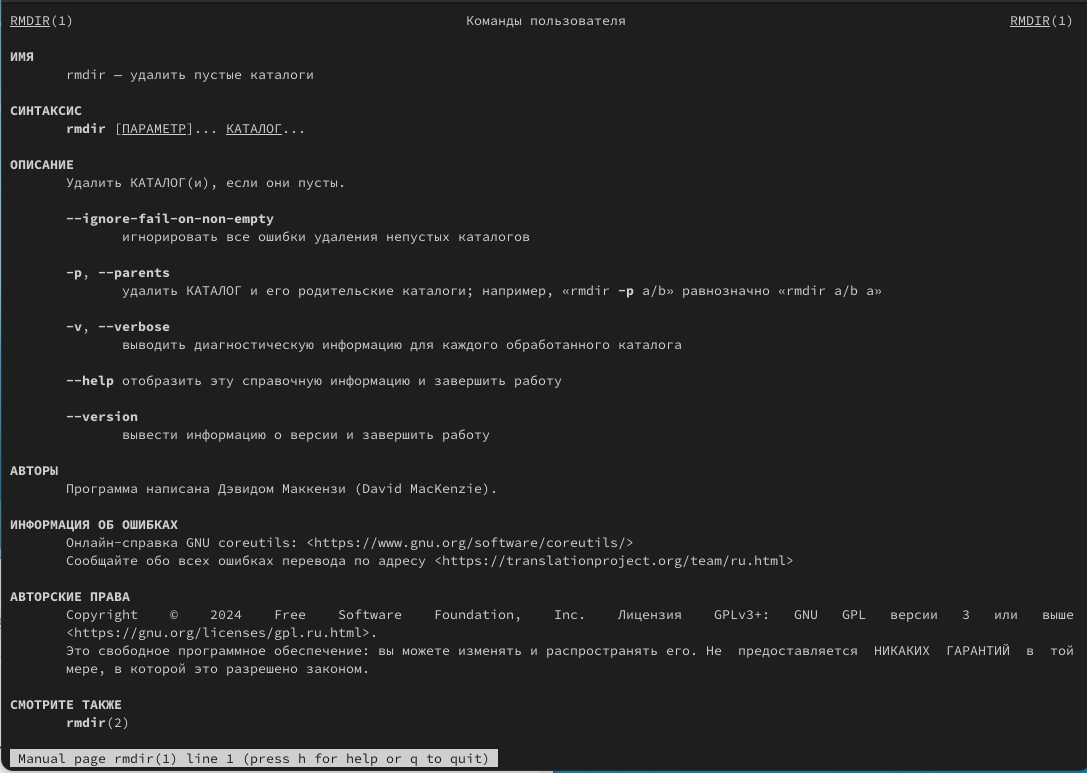 RMDIR(1) Команды пользователя RMDIR(1)
ИМЯ
rmdir — удалить пустые каталоги
СИНТАКСИС
rmdir [ПАРАМЕТР]... КАТАЛОГ...
ОПИСАНИЕ
Удалить КАТАЛОГ(и), если они пусты.
--ignore-fail-on-non-empty
игнорировать все ошибки удаления непустых каталогов
-p, --parents
удалить КАТАЛОГ и его родительские каталоги; например, «rmdir -p a/b» равнозначно «rmdir a/b a»
-v, --verbose
выводить диагностическую информацию для каждого обработанного каталога
--help отобразить эту справочную информацию и завершить работу
--version
вывести информацию о версии и завершить работу
АВТОРЫ
Программа написана Дэвидом Маккензи (David MacKenzie).
ИНФОРМАЦИЯ ОБ ОШИБКАХ
Онлайн-справка GNU coreutils: <https://www.gnu.org/software/coreutils/>
Сообщайте обо всех ошибках перевода по адресу <https://translationproject.org/team/ru.html>
АВТОРСКИЕ ПРАВА
Copyright © 2024 Free Software Foundation, Inc. Лицензия GPLv3+: GNU GPL версии 3 или выше
<https://gnu.org/licenses/gpl.ru.html>.
Это свободное программное обеспечение: вы можете изменять и распространять его. Не предоставляется НИКАКИХ ГАРАНТИЙ в той
мере, в которой это разрешено законом.
СМОТРИТЕ ТАКЖЕ
rmdir(2)
Manual page rmdir(1) line 1 (press h for help or q to quit)